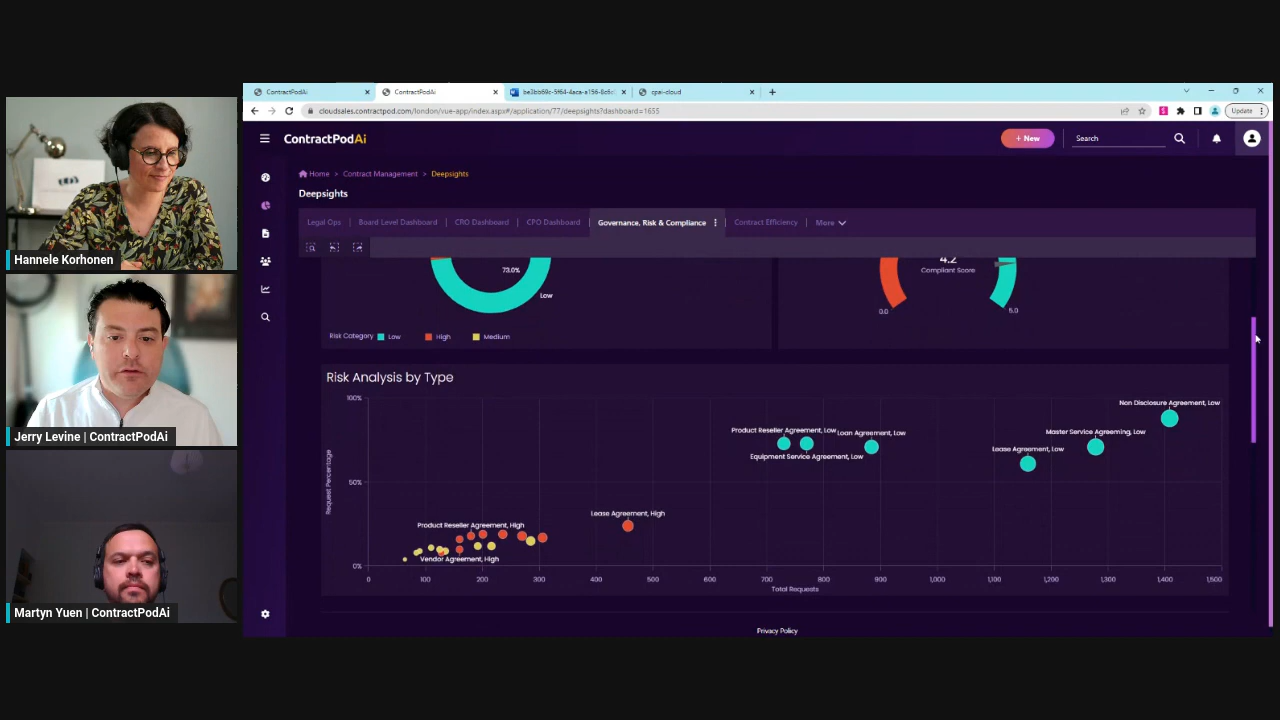 Hannele Korhonen
Jerry Levine | ContractPodAi
Martyn Yuen | ContractPodAi
ContractPodAi
ContractPodAi
cpai-cloud
cloudsales.contractpod.com/london/vue-app/index.aspx#/application/77/deepsights?dashboard=1655
Update
ContractPodAi
+ New
Search
Home > Contract Management > Deepsights
Deepsights
Legal Ops | Board Level Dashboard | CRO Dashboard | CPO Dashboard | Governance, Risk & Compliance | Contract Efficiency | More
73.0%
Low
Risk Category Low High Medium
4.2
Compliant Score
0.0
5.0
Risk Analysis by Type
100%
50%
0%
Request Percentage
Non Disclosure Agreement, Low
Product Reseller Agreement, Low
Loan Agreement, Low
Master Service Agreeming, Low
Equipment Service Agreement, Low
Lease Agreement, Low
Lease Agreement, High
Product Reseller Agreement, High
Vendor Agreement, High
0 100 200 300 400 500 600 700 800 900 1,000 1,100 1,200 1,300 1,400 1,500
Total Requests
Privacy Policy